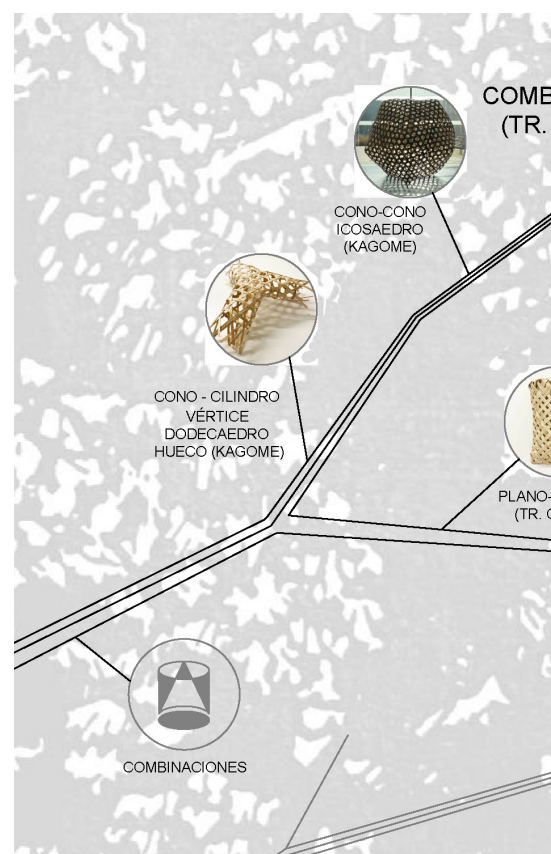 COMB
(TR.
CONO-CONO
ICOSAEDRO
(KAGOME)
CONO - CILINDRO
VÉRTICE
DODECAEDRO
HUECO (KAGOME)
PLANO-
(TR.
COMBINACIONES